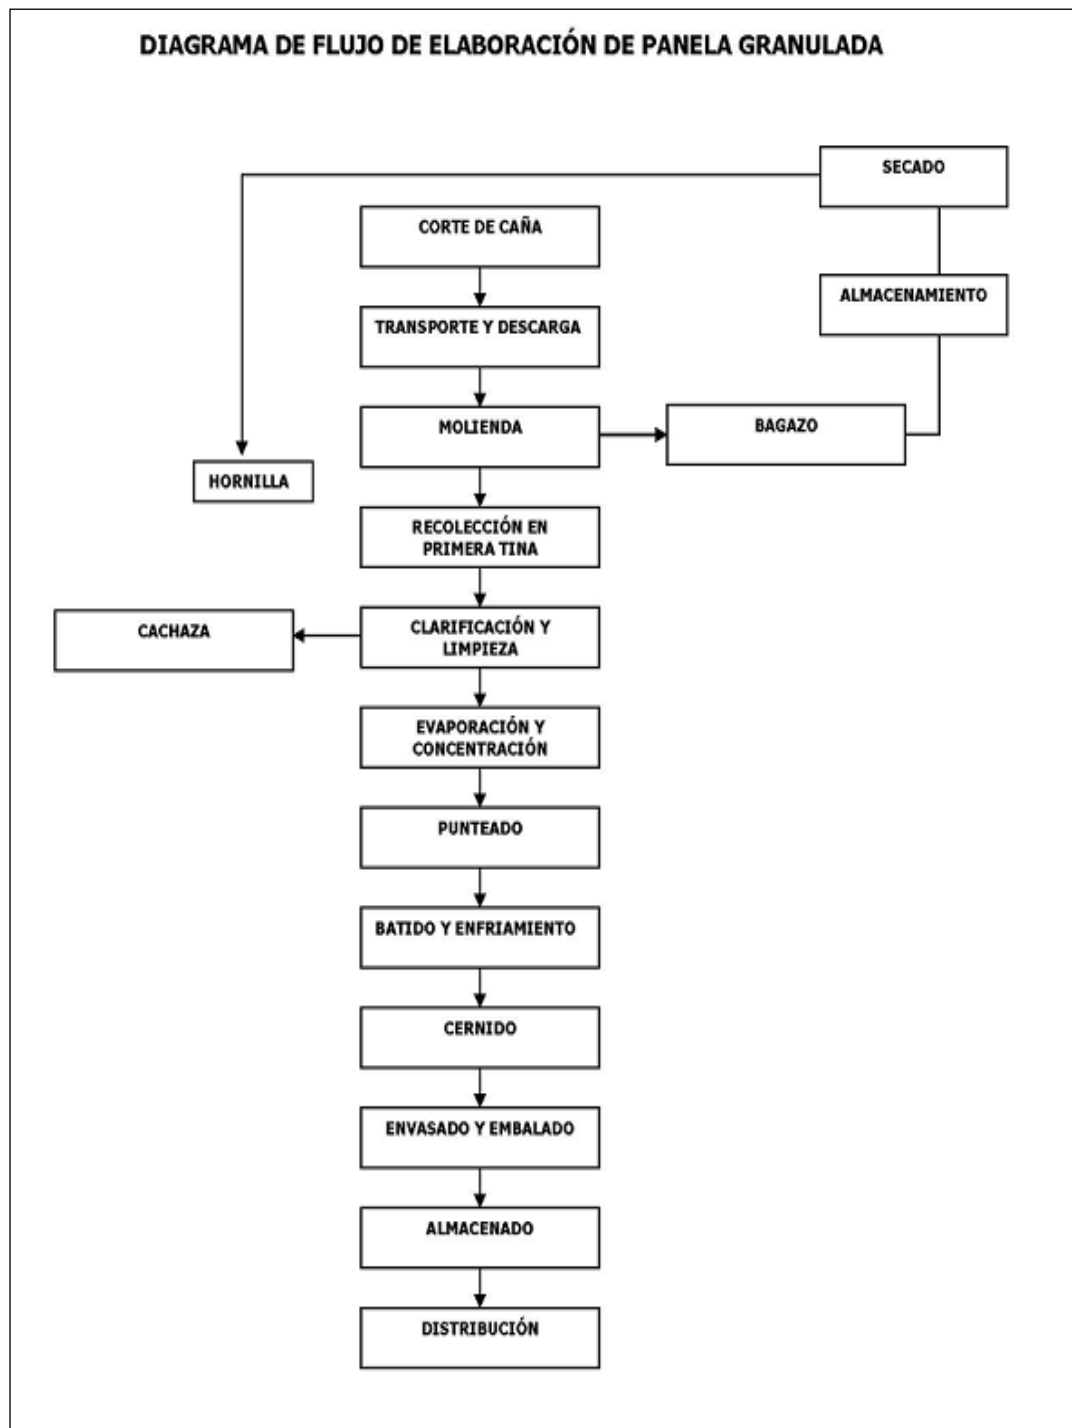 DIAGRAMA DE FLUJO DE ELABORACIÓN DE PANELA GRANULADA
SECADO
CORTE DE CAÑA
ALMACENAMIENTO
TRANSPORTE Y DESCARGA
MOLIENDA
BAGAZO
HORNILLA
RECOLECCIÓN EN
PRIMERA TINA
CACHAZA
CLARIFICACIÓN Y
LIMPIEZA
EVAPORACIÓN Y
CONCENTRACIÓN
PUNTEADO
BATIDO Y ENFRIAMIENTO
CERNIDO
ENVASADO Y EMBALADO
ALMACENADO
DISTRIBUCIÓN